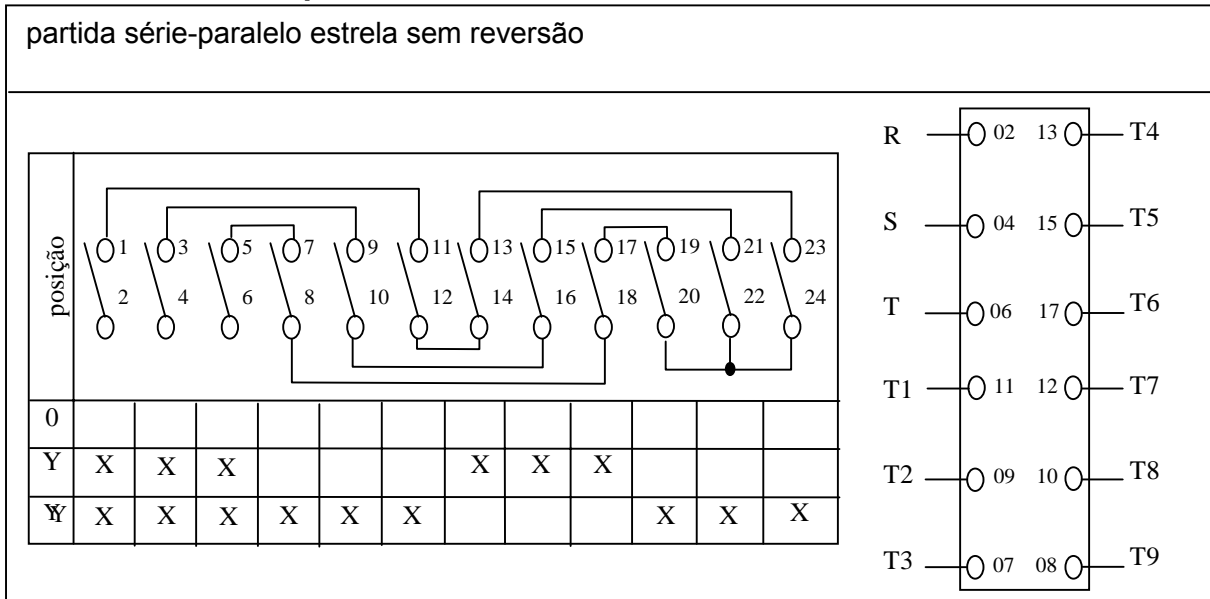 partida série-paralelo estrela sem reversão
posição
1 3 5 7 9 11 13 15 17 19 21 23
2 4 6 8 10 12 14 16 18 20 22 24
0
Y X X X X X X
YY X X X X X X X X X
R 02 13 T4
S 04 15 T5
T 06 17 T6
T1 11 12 T7
T2 09 10 T8
T3 07 08 T9